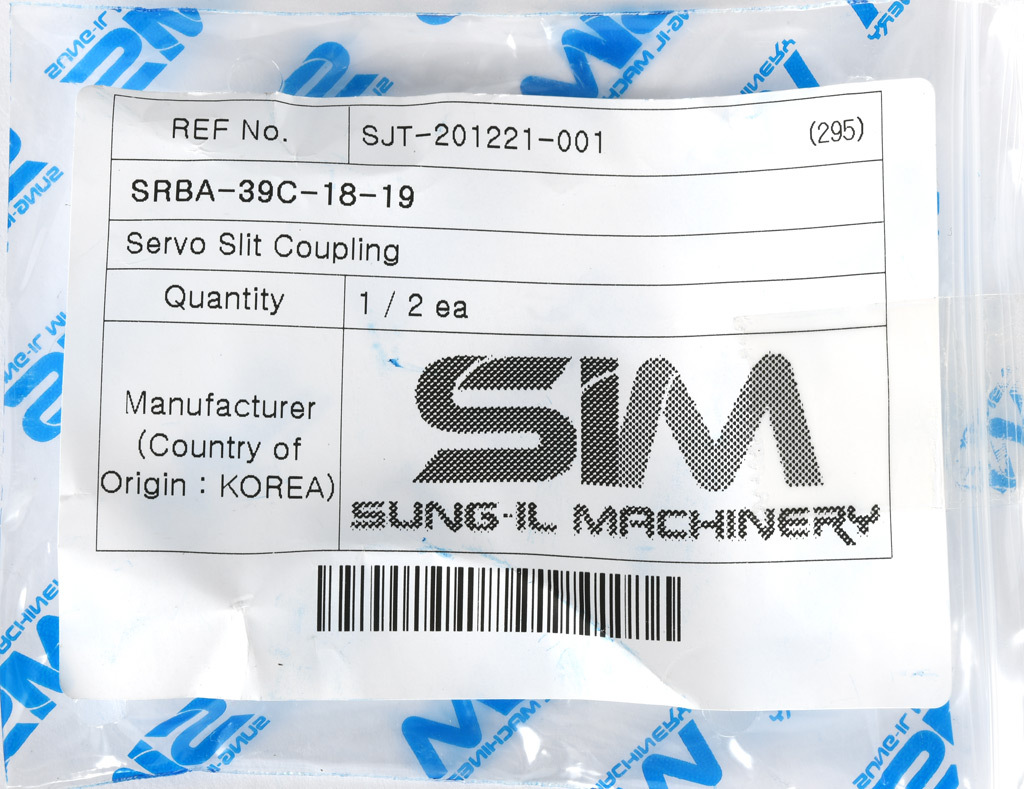 REF No. SJT-201221-001 (295)
SRBA-39C-18-19
Servo Slit Coupling
Quantity 1 / 2 ea
Manufacturer
(Country of
Origin : KOREA)
SIM
SUNG-IL MACHINERY